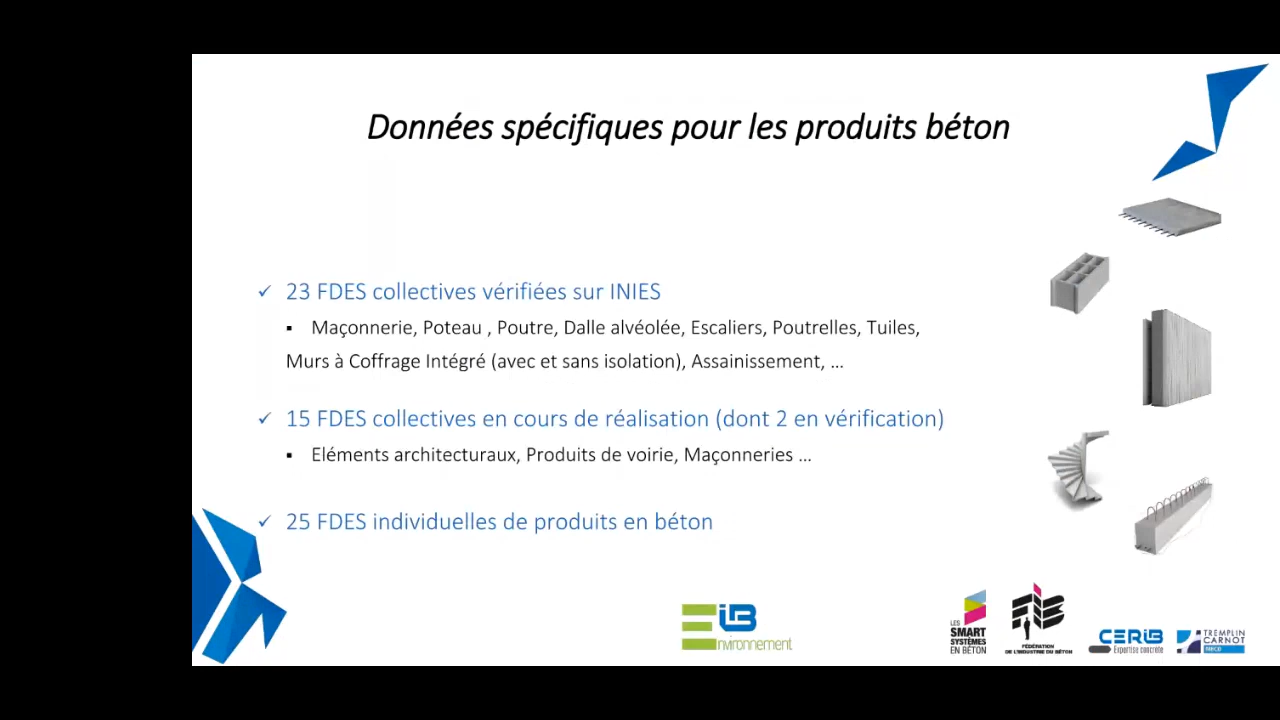 Données spécifiques pour les produits béton
✓ 23 FDES collectives vérifiées sur INIES
▪ Maçonnerie, Poteau , Poutre, Dalle alvéolée, Escaliers, Poutrelles, Tuiles,
Murs à Coffrage Intégré (avec et sans isolation), Assainissement, ...
✓ 15 FDES collectives en cours de réalisation (dont 2 en vérification)
▪ Eléments architecturaux, Produits de voirie, Maçonneries ...
✓ 25 FDES individuelles de produits en béton
EIB
Environnement
LES
SMART
SYSTÈMES
EN BÉTON
FIB
FÉDÉRATION
DE L'INDUSTRIE DU BÉTON
CERIB
Expertise concrète
TREMPLIN
CARNOT
MECD